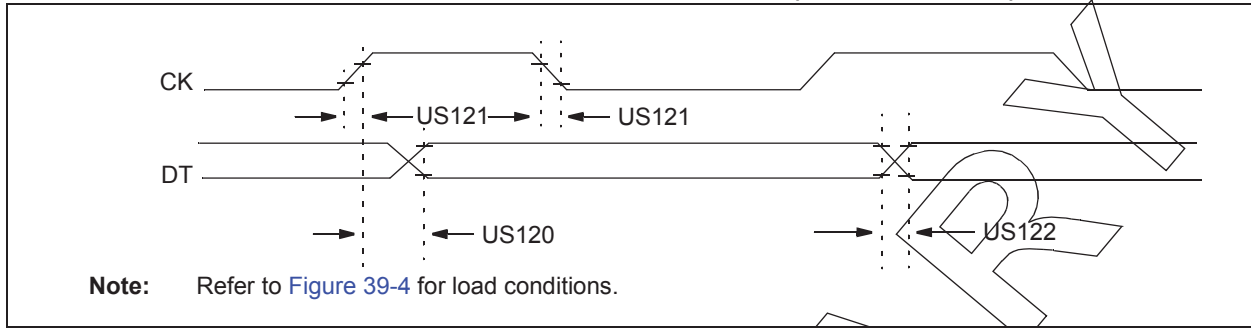 CK
US121 US121
DT
US120 US122
Note: Refer to Figure 39-4 for load conditions.